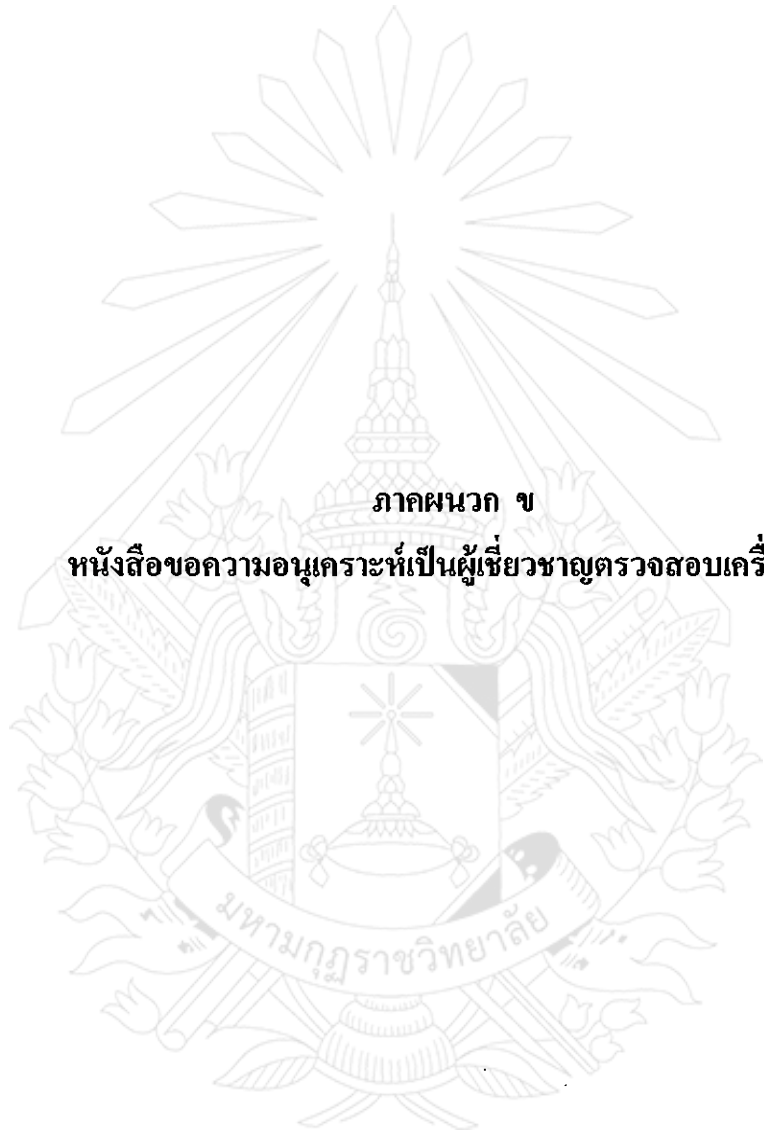 ภาคผนวก ข
หนังสือขอความอนุเคราะห์เป็นผู้เชี่ยวชาญตรวจสอบเครื่
มหามกุฏราชวิทยาลัย